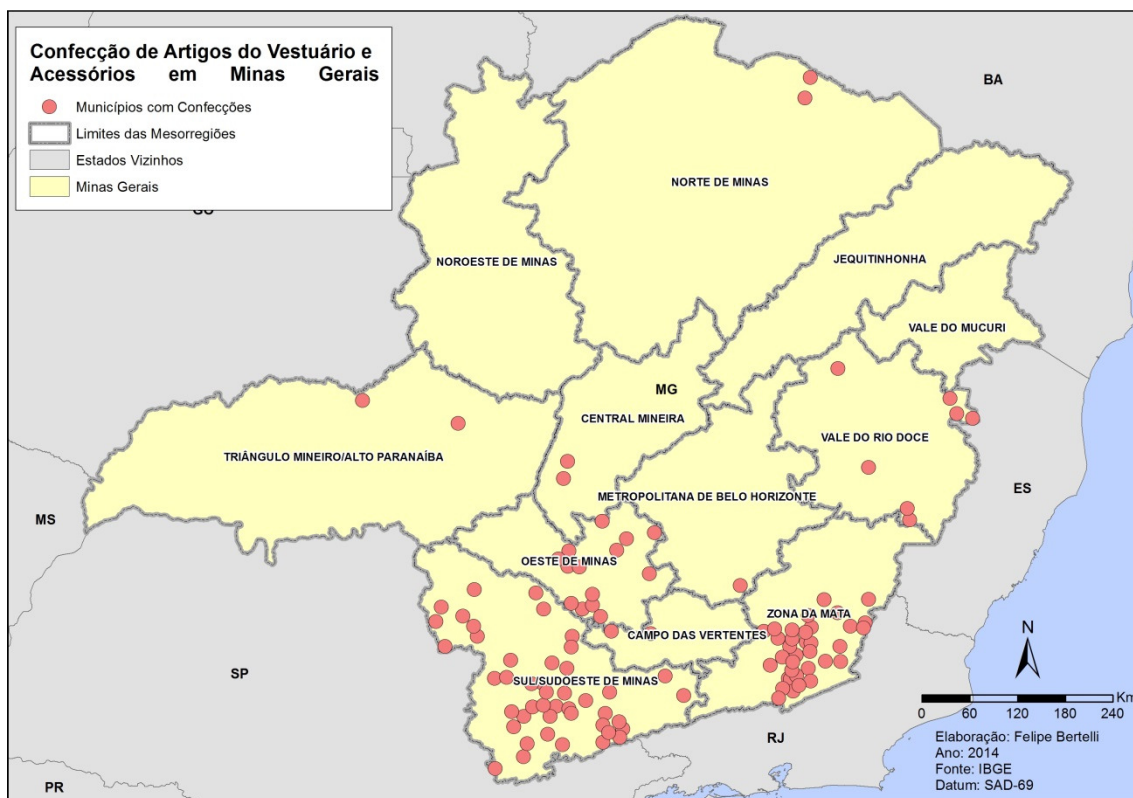 Confecção de Artigos do Vestuário e
Acessórios em Minas Gerais
Municípios com Confecções
Limites das Mesorregiões
Estados Vizinhos
Minas Gerais
BA
GO
NORTE DE MINAS
NOROESTE DE MINAS
JEQUITINHONHA
VALE DO MUCURI
MG
CENTRAL MINEIRA
VALE DO RIO DOCE
TRIÂNGULO MINEIRO/ALTO PARANAÍBA
METROPOLITANA DE BELO HORIZONTE
ES
MS
OESTE DE MINAS
ZONA DA MATA
CAMPO DAS VERTENTES
N
SP
SUL/SUDOESTE DE MINAS
Km
0 60 120 180 240
RJ
Elaboração: Felipe Bertelli
Ano: 2014
Fonte: IBGE
Datum: SAD-69
PR